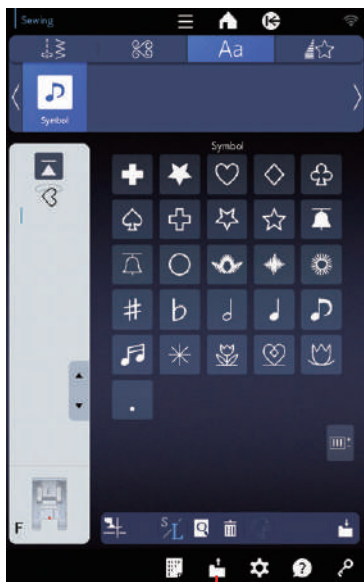 Sewing
Aa
Symbol
Symbol
F
S/L